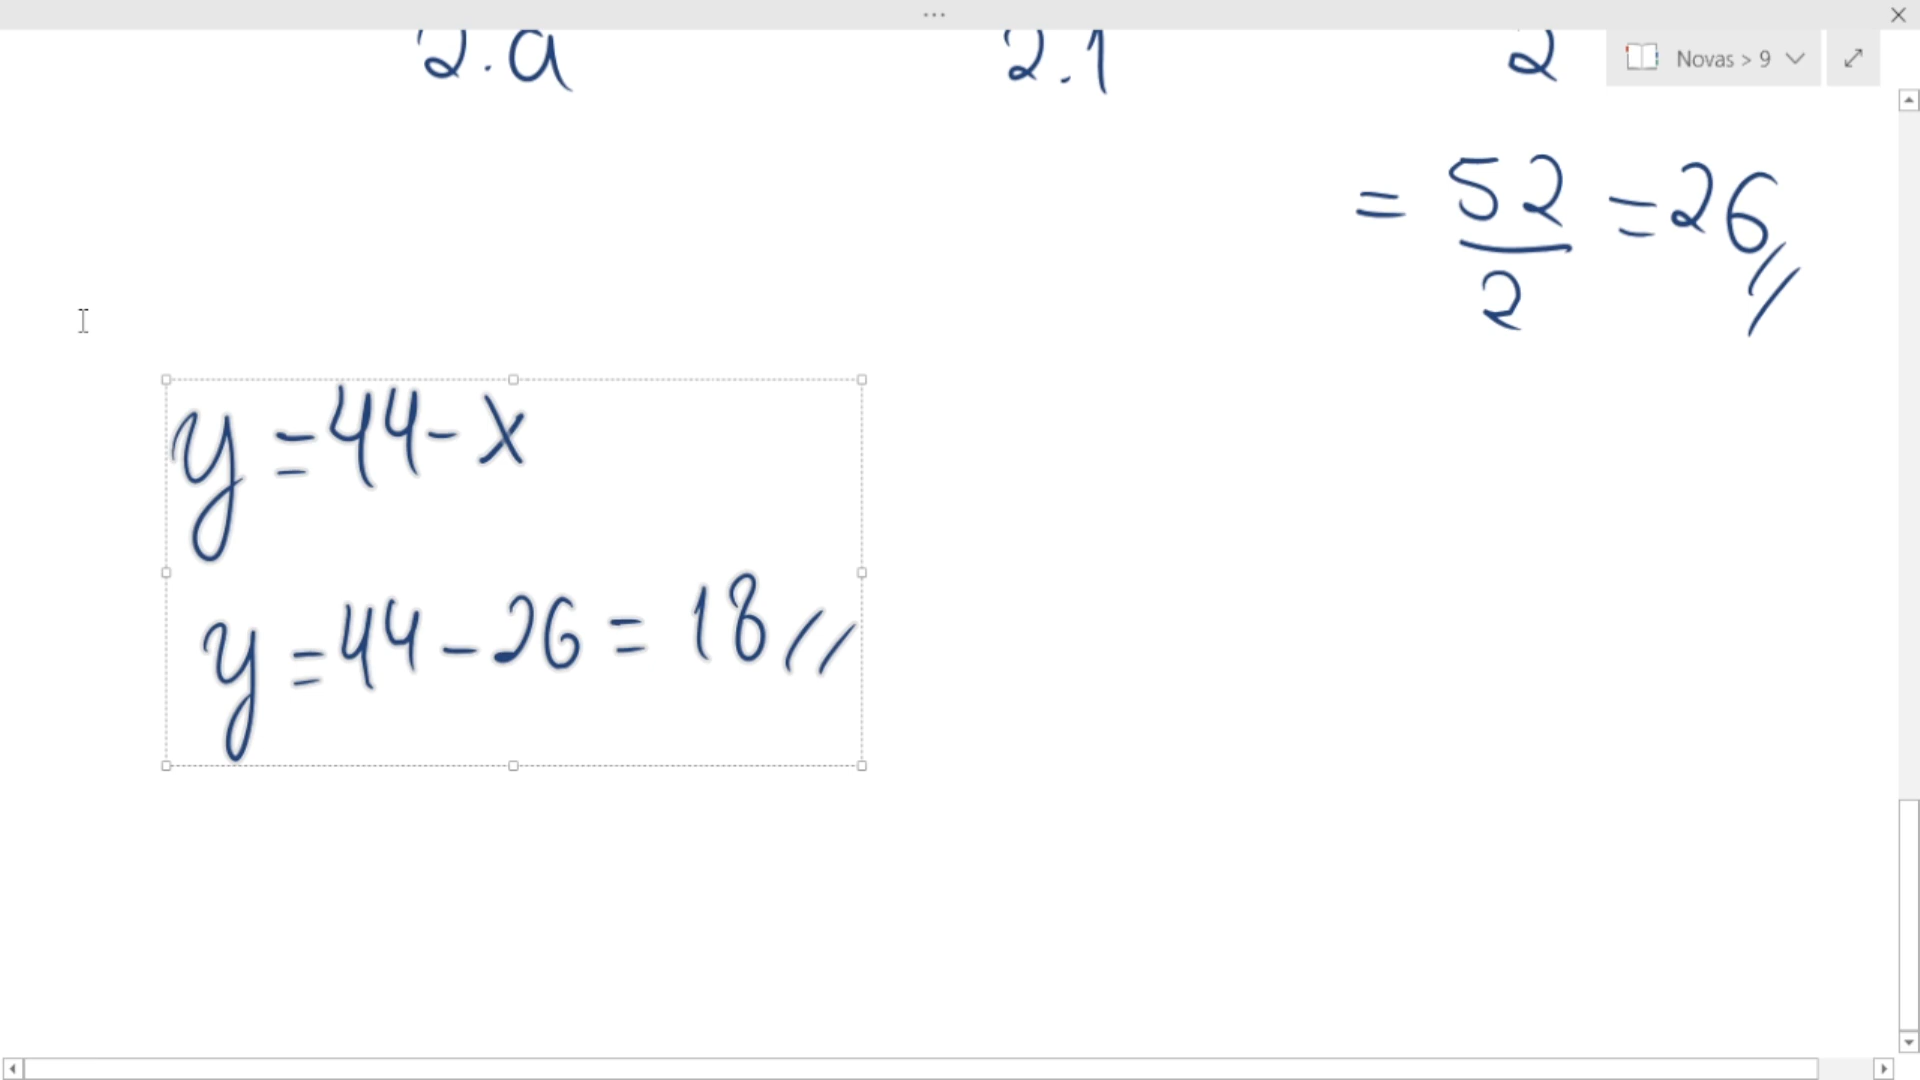 2.a 2.1 2
Novas > 9
= 52/2 = 26 //
y = 44 - x
y = 44 - 26 = 18 //